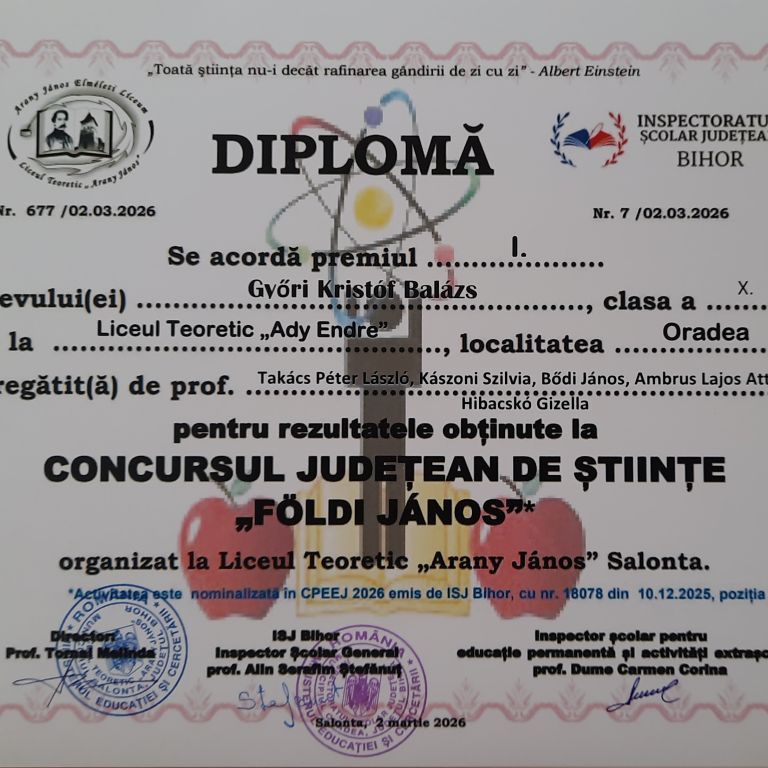 „Toată știința nu-i decât rafinarea gândirii de zi cu zi” - Albert Einstein
Arany János Elméleti Líceum
Liceul Teoretic „Arany János”
DIPLOMĂ
INSPECTORATU
ȘCOLAR JUDEȚEA
BIHOR
Nr. 677 /02.03.2026
Nr. 7 /02.03.2026
Se acordă premiul ....I.............
evului(ei) ...Győri Kristóf Balázs..., clasa a ...X.
la ...Liceul Teoretic „Ady Endre”..., localitatea ...Oradea
regătit(ă) de prof. ...Takács Péter László, Kászoni Szilvia, Bődi János, Ambrus Lajos Att
Hibacskó Gizella
pentru rezultatele obținute la
CONCURSUL JUDEȚEAN DE ȘTIINȚE
„FÖLDI JÁNOS”*
organizat la Liceul Teoretic „Arany János” Salonta.
*Activitatea este nominalizată în CPEEJ 2026 emis de ISJ Bihor, cu nr. 18078 din 10.12.2025, poziția
Director,
Prof. Tornai Melinda
ISJ Bihor
Inspector Școlar General
prof. Alin Serafim Ștefănuț
Inspector școlar pentru
educație permanentă și activități extrașc
prof. Dume Carmen Corina
Salonta, 2 martie 2026